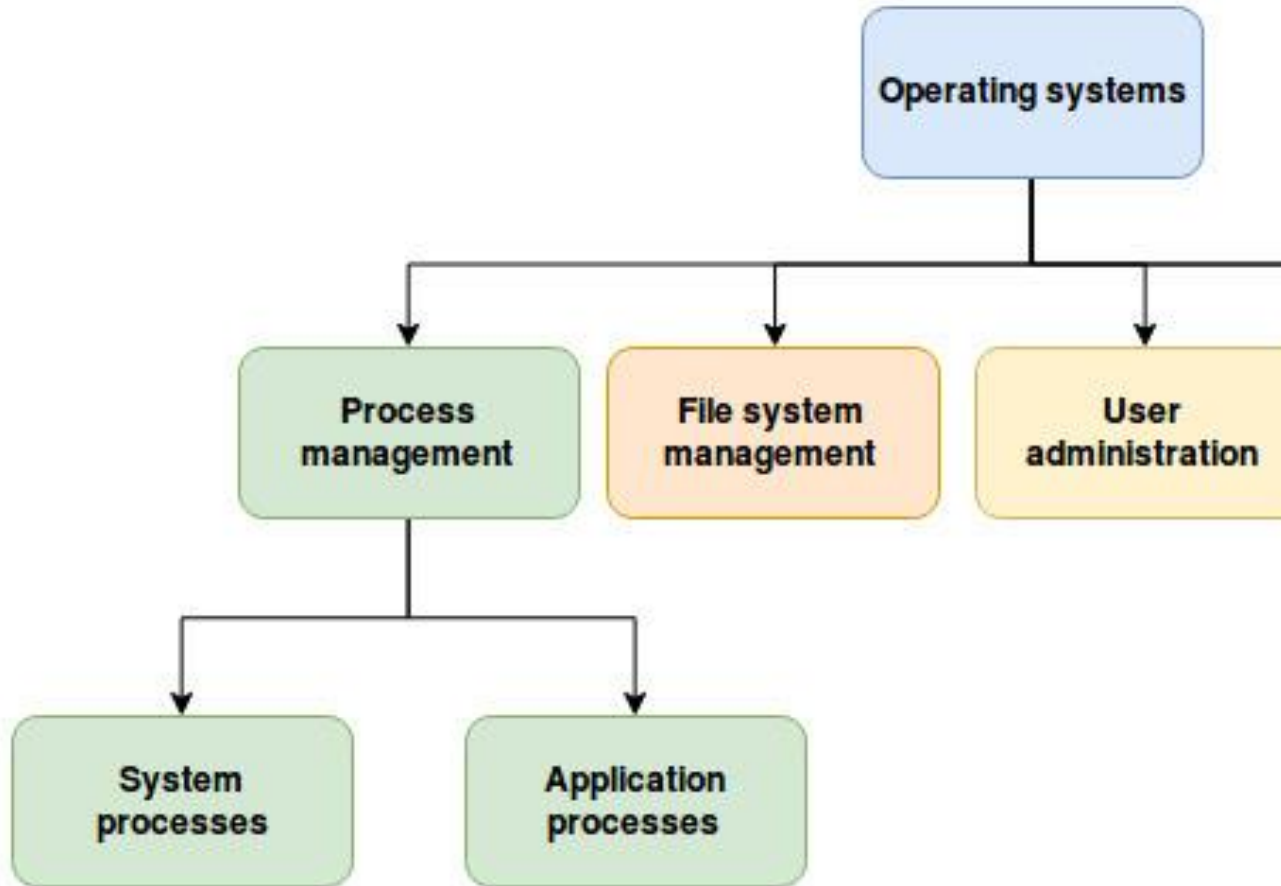 Operating systems
Process
management
File system
management
User
administration
System
processes
Application
processes